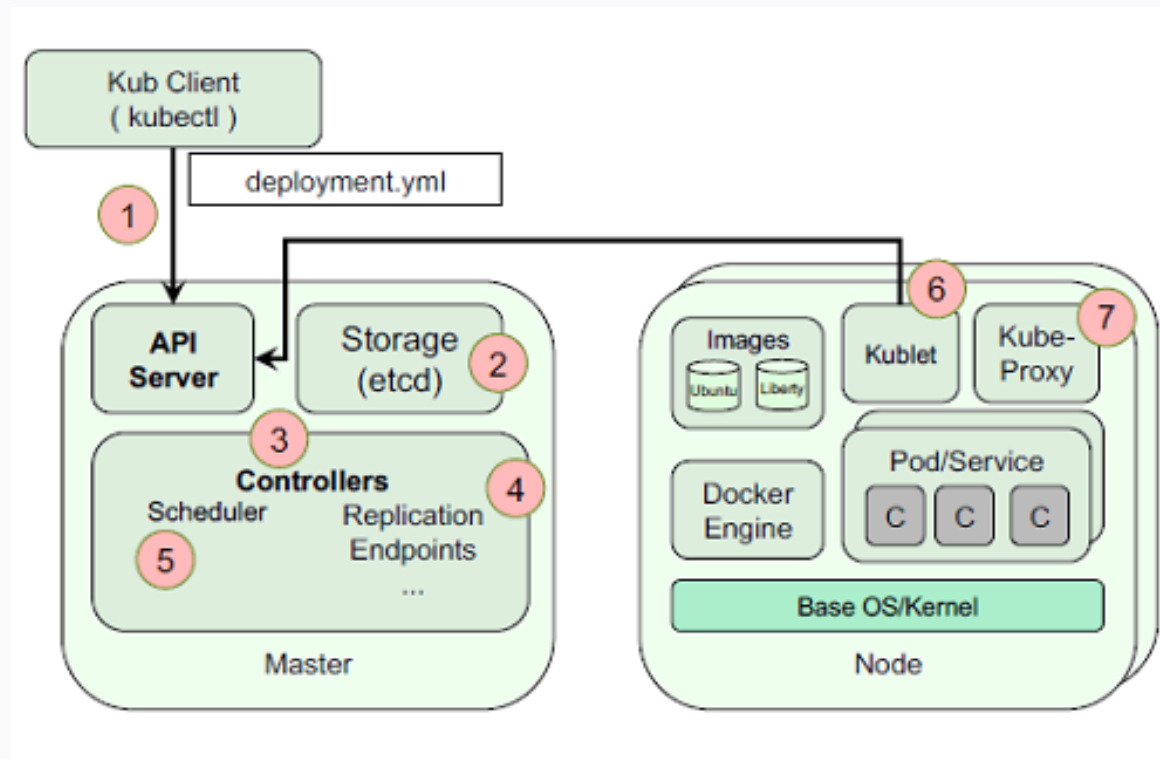 Kub Client
( kubectl )
deployment.yml
1
API
Server
Storage
(etcd)
2
3
Controllers
4
Scheduler
5
Replication
Endpoints
...
Master
Images
Ubuntu
Liberty
Kublet
6
Kube-
Proxy
7
Docker
Engine
Pod/Service
C
C
C
Base OS/Kernel
Node